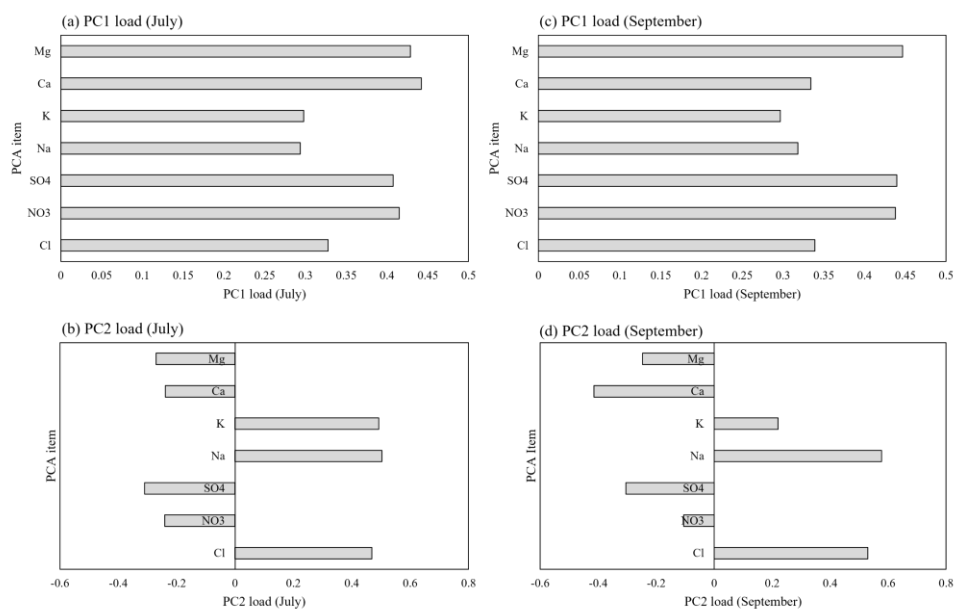 (a) PC1 load (July)
Mg
Ca
K
Na
SO4
NO3
Cl
PCA item
0 0.05 0.1 0.15 0.2 0.25 0.3 0.35 0.4 0.45 0.5
PC1 load (July)
(c) PC1 load (September)
Mg
Ca
K
Na
SO4
NO3
Cl
PCA item
0 0.05 0.1 0.15 0.2 0.25 0.3 0.35 0.4 0.45 0.5
PC1 load (September)
(b) PC2 load (July)
Mg
Ca
K
Na
SO4
NO3
Cl
PCA item
-0.6 -0.4 -0.2 0 0.2 0.4 0.6 0.8
PC2 load (July)
(d) PC2 load (September)
Mg
Ca
K
Na
SO4
NO3
Cl
PCA Item
-0.6 -0.4 -0.2 0 0.2 0.4 0.6 0.8
PC2 load (September)